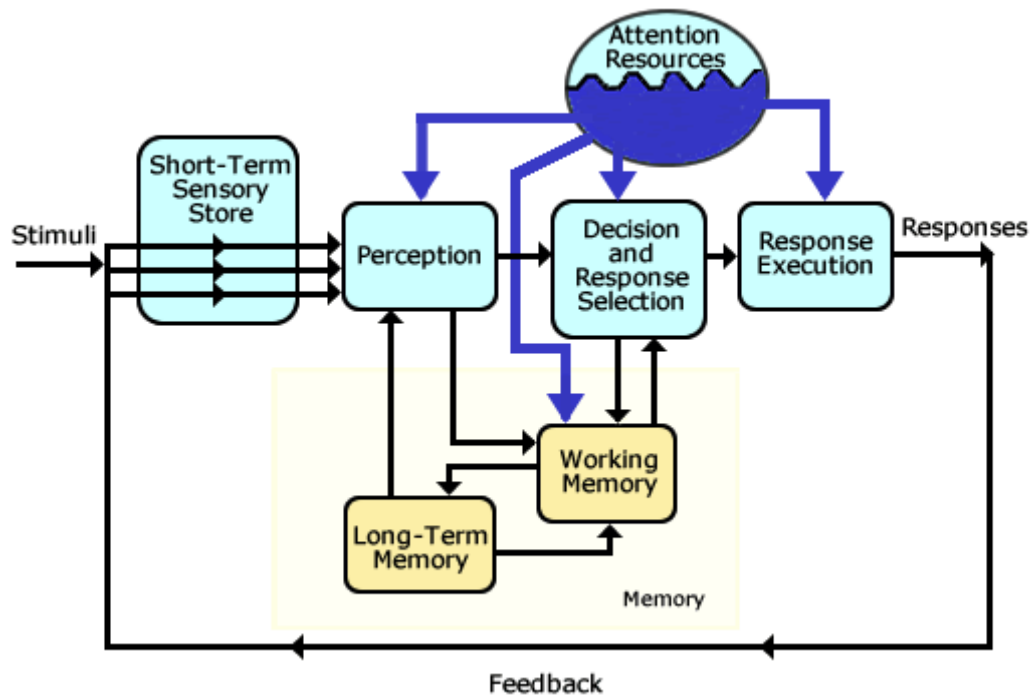 Attention
Resources
Short-Term
Sensory
Store
Stimuli
Perception
Decision
and
Response
Selection
Response
Execution
Responses
Working
Memory
Long-Term
Memory
Memory
Feedback